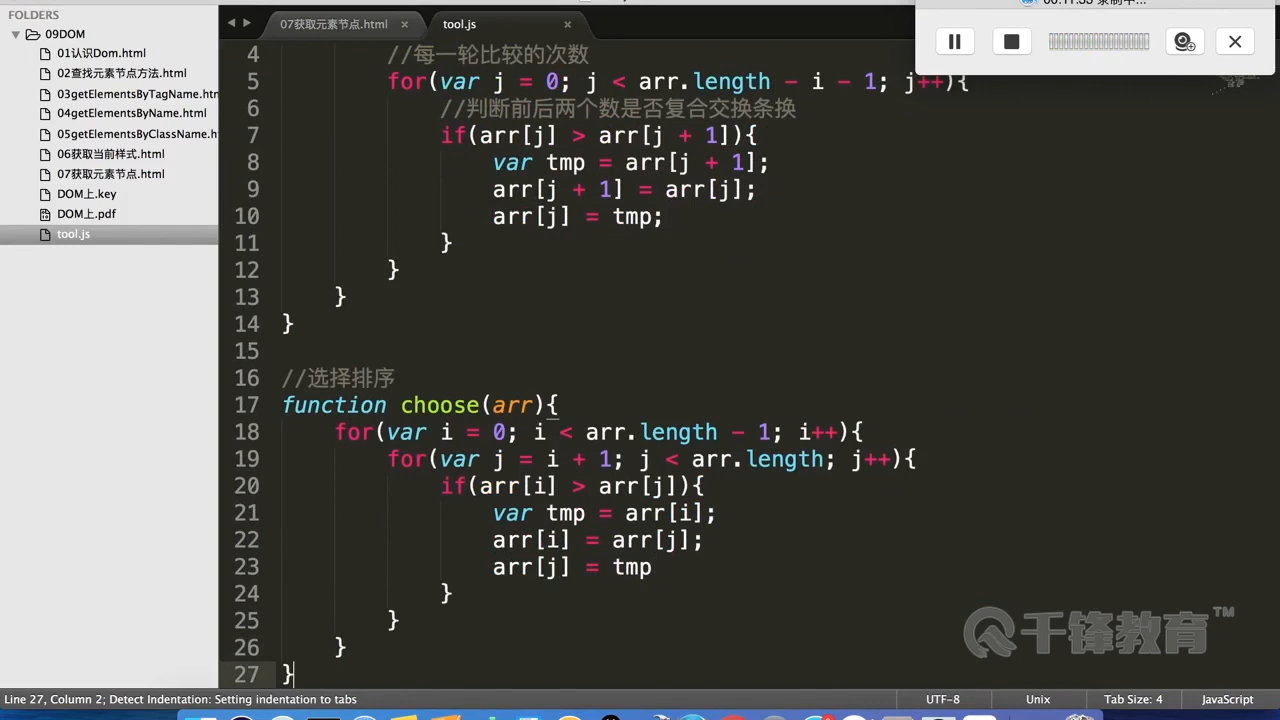 FOLDERS
09DOM
01认识Dom.html
02查找元素节点方法.html
03getElementsByTagName.htm
04getElementsByName.html
05getElementsByClassName.h
06获取当前样式.html
07获取元素节点.html
DOM上.key
DOM上.pdf
tool.js
07获取元素节点.html
tool.js
4 //每一轮比较的次数
5 for(var j = 0; j < arr.length - i - 1; j++){
6 //判断前后两个数是否复合交换条换
7 if(arr[j] > arr[j + 1]){
8 var tmp = arr[j + 1];
9 arr[j + 1] = arr[j];
10 arr[j] = tmp;
11 }
12 }
13 }
14 }
15
16 //选择排序
17 function choose(arr){
18 for(var i = 0; i < arr.length - 1; i++){
19 for(var j = i + 1; j < arr.length; j++){
20 if(arr[i] > arr[j]){
21 var tmp = arr[i];
22 arr[i] = arr[j];
23 arr[j] = tmp
24 }
25 }
26 }
27 }
千锋教育™
Line 27, Column 2; Detect Indentation: Setting indentation to tabs
UTF-8
Unix
Tab Size: 4
JavaScript